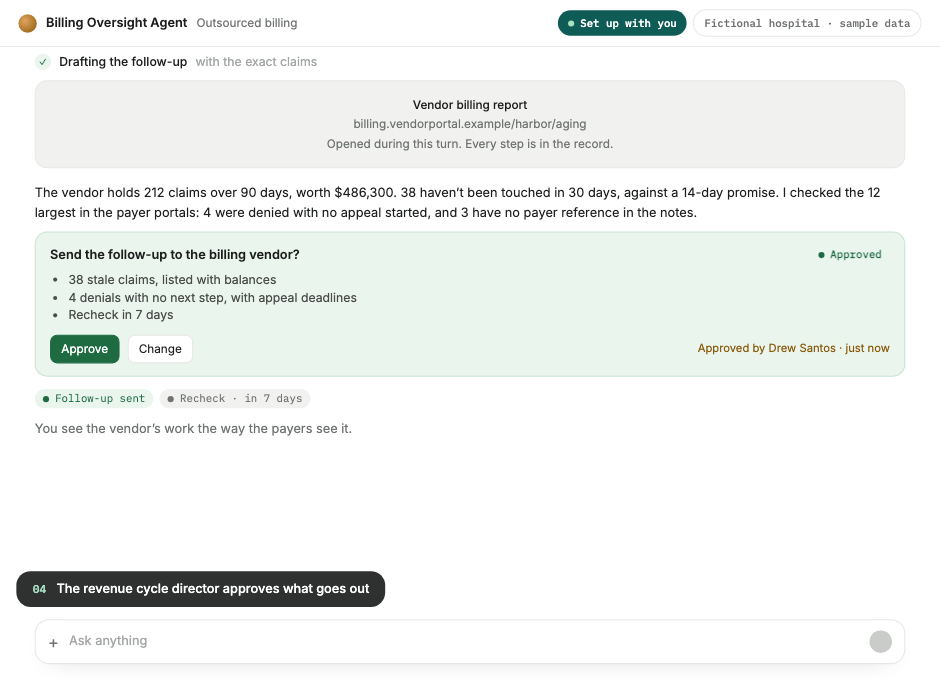 Billing Oversight Agent Outsourced billing
Set up with you
Fictional hospital · sample data
Drafting the follow-up with the exact claims
Vendor billing report
billing.vendorportal.example/harbor/aging
Opened during this turn. Every step is in the record.
The vendor holds 212 claims over 90 days, worth $486,300. 38 haven’t been touched in 30 days, against a 14-day promise. I checked the 12
largest in the payer portals: 4 were denied with no appeal started, and 3 have no payer reference in the notes.
Send the follow-up to the billing vendor?
Approved
• 38 stale claims, listed with balances
• 4 denials with no next step, with appeal deadlines
• Recheck in 7 days
Approve
Change
Approved by Drew Santos · just now
Follow-up sent
Recheck · in 7 days
You see the vendor’s work the way the payers see it.
04 The revenue cycle director approves what goes out
+ Ask anything